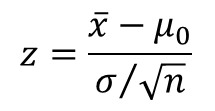 z = (x̄ − μ₀) / (σ/√n)